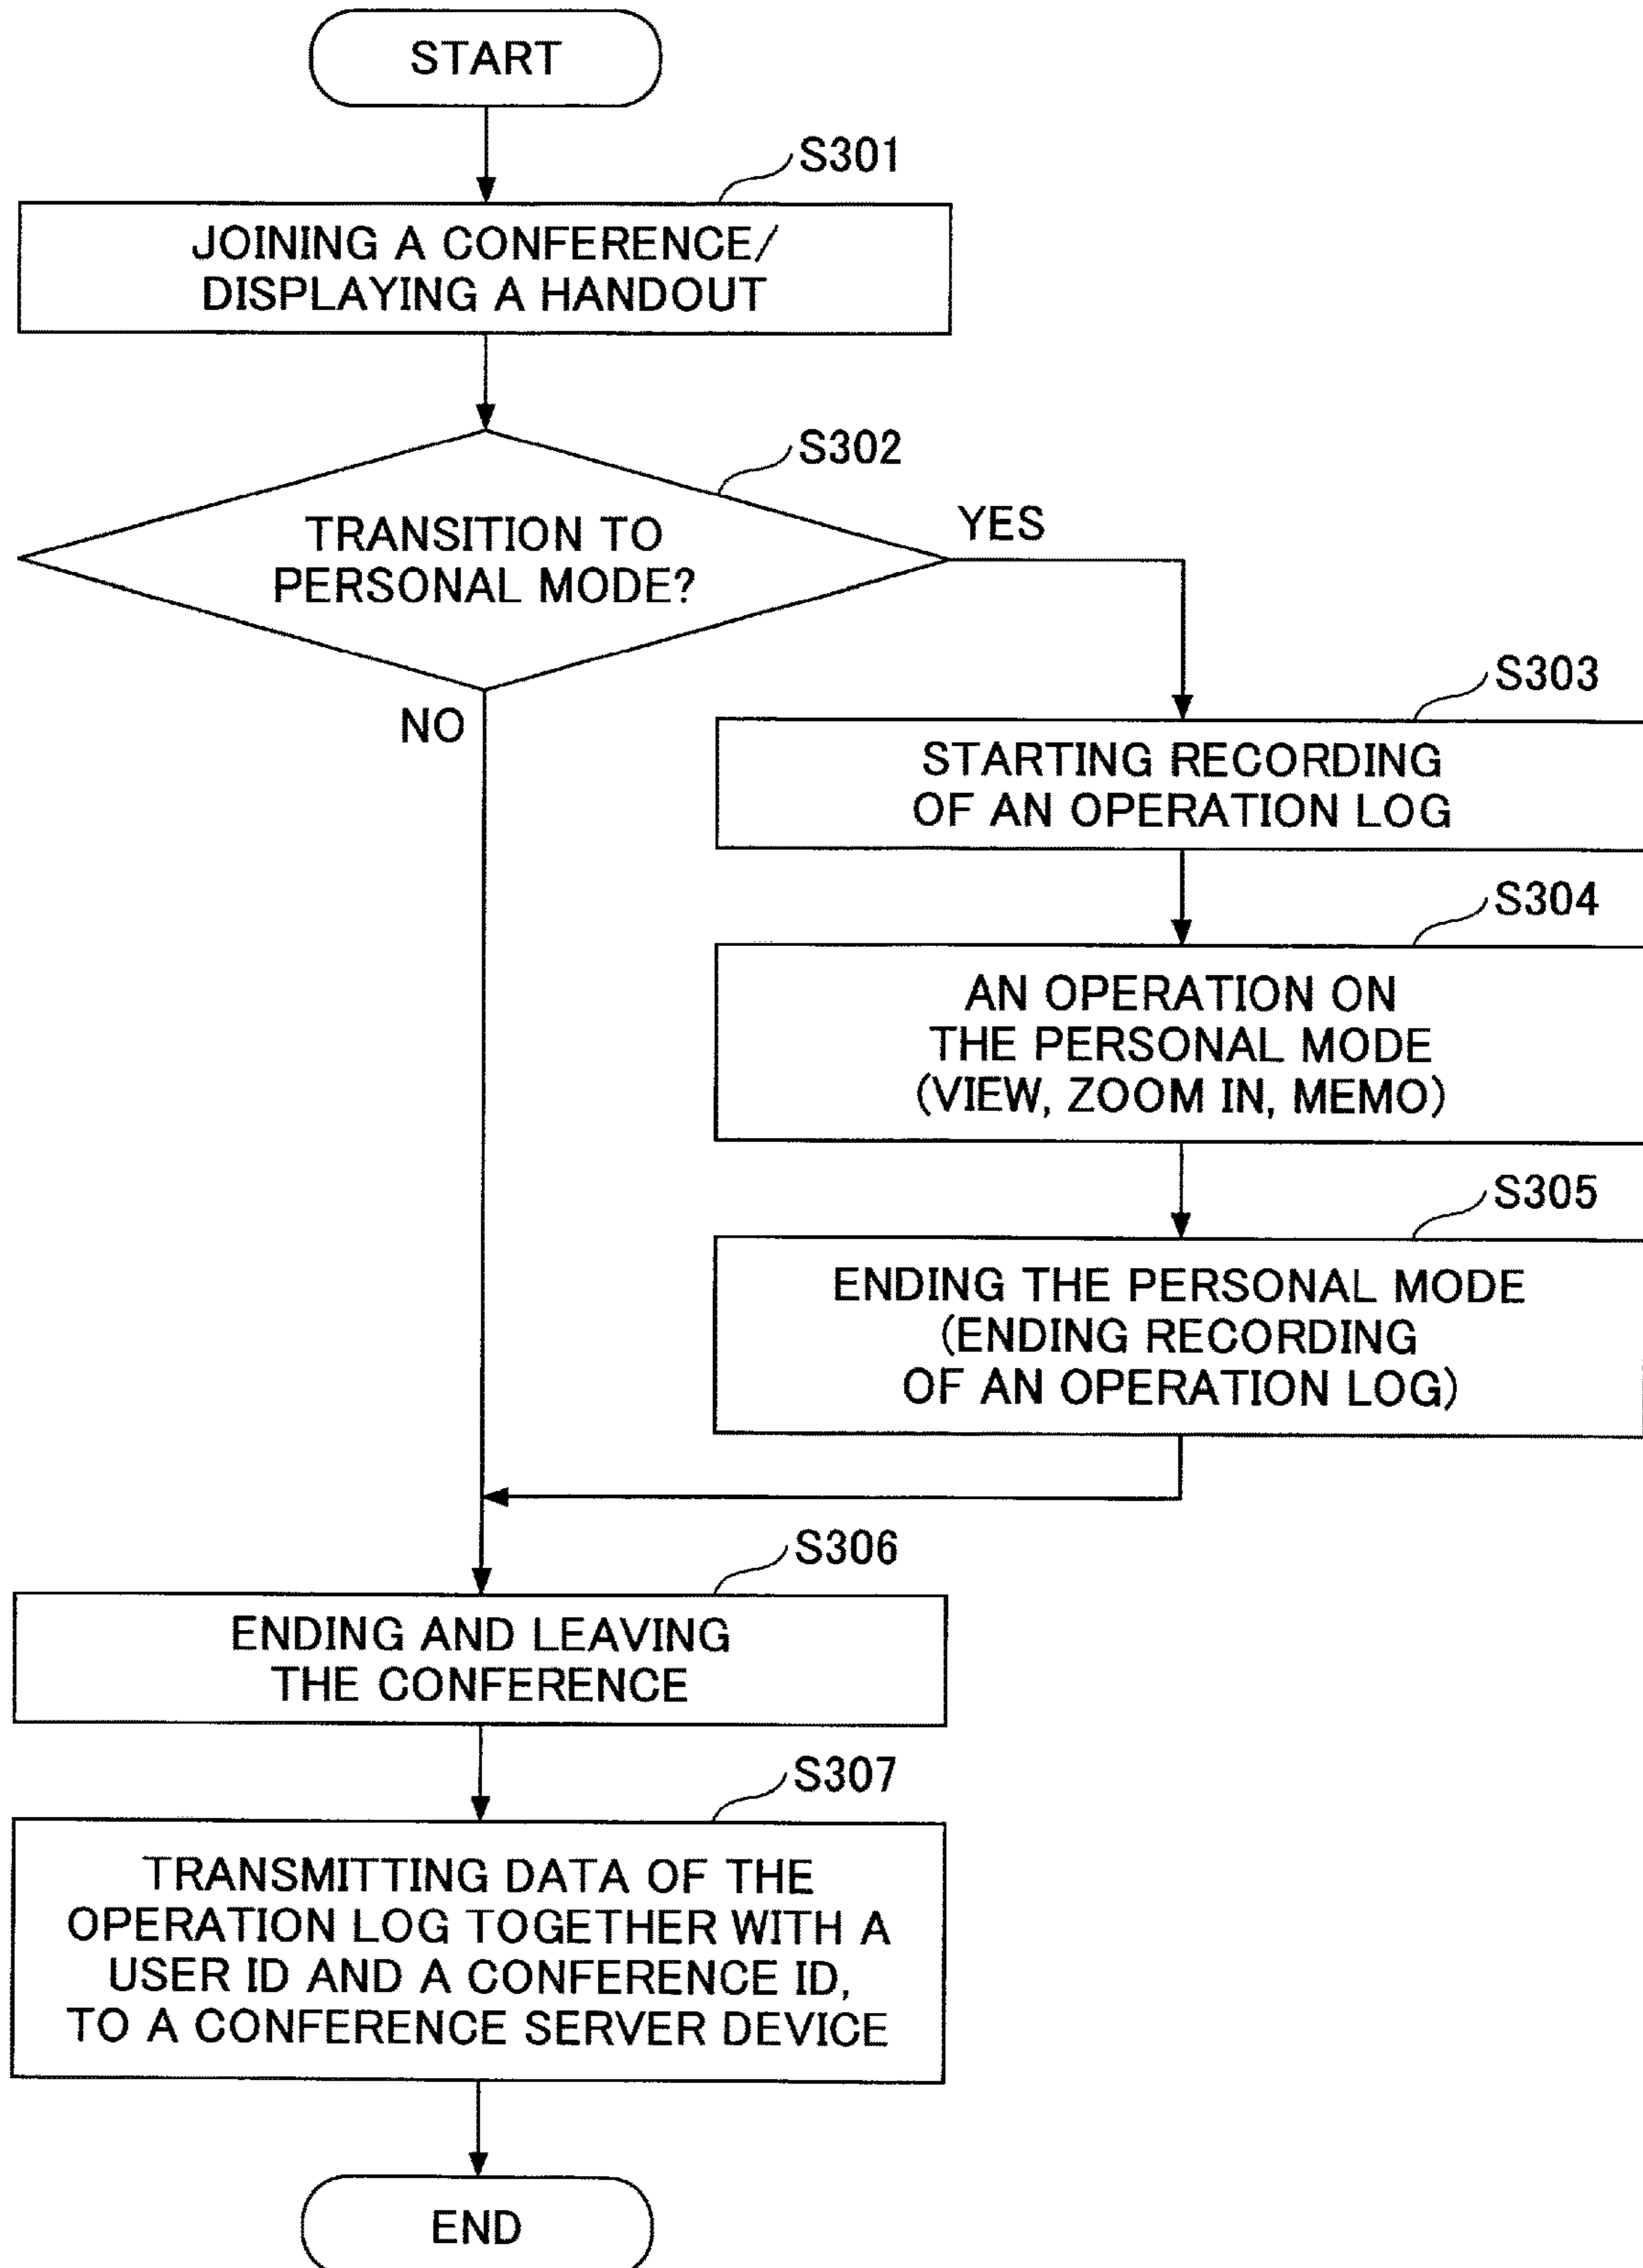 START
S301
JOINING A CONFERENCE/
DISPLAYING A HANDOUT
S302
TRANSITION TO
PERSONAL MODE?
YES
NO
S303
STARTING RECORDING
OF AN OPERATION LOG
S304
AN OPERATION ON
THE PERSONAL MODE
(VIEW, ZOOM IN, MEMO)
S305
ENDING THE PERSONAL MODE
(ENDING RECORDING
OF AN OPERATION LOG)
S306
ENDING AND LEAVING
THE CONFERENCE
S307
TRANSMITTING DATA OF THE
OPERATION LOG TOGETHER WITH A
USER ID AND A CONFERENCE ID,
TO A CONFERENCE SERVER DEVICE
END